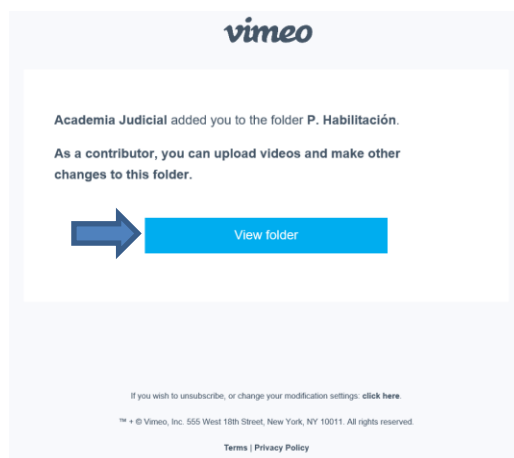 vimeo
Academia Judicial added you to the folder P. Habilitación.
As a contributor, you can upload videos and make other
changes to this folder.
View folder
If you wish to unsubscribe, or change your modification settings: click here.
™ + © Vimeo, Inc. 555 West 18th Street, New York, NY 10011. All rights reserved.
Terms | Privacy Policy